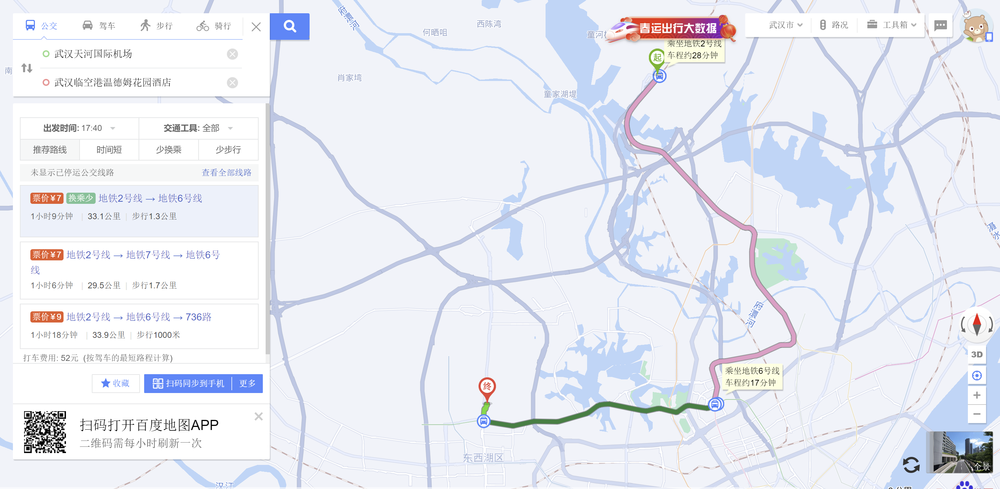 公交
驾车
步行
骑行
武汉天河国际机场
武汉临空港温德姆花园酒店
出发时间: 17:40
交通工具: 全部
推荐路线
时间短
少换乘
少步行
未显示已停运公交线路
查看全部线路
票价¥7 换乘少 地铁2号线 → 地铁6号线
1小时9分钟 | 33.1公里 | 步行1.3公里
票价¥7 地铁2号线 → 地铁7号线 → 地铁6号
线
1小时6分钟 | 29.5公里 | 步行1.7公里
票价¥9 地铁2号线 → 地铁6号线 → 736路
1小时18分钟 | 33.9公里 | 步行1000米
打车费用: 52元 (按驾车的最短路程计算)
收藏
扫码同步到手机
更多
扫码打开百度地图APP
二维码需每小时刷新一次
南
府澴河
何晒咀
西陈湾
肖家湾
童家湖堤
春运出行大数据
乘坐地铁2号线
车程约28分钟
起
武汉市
路况
工具箱
滠水
府澴河
乘坐地铁6号线
车程约17分钟
终
东西湖区
汉江
3D
全景